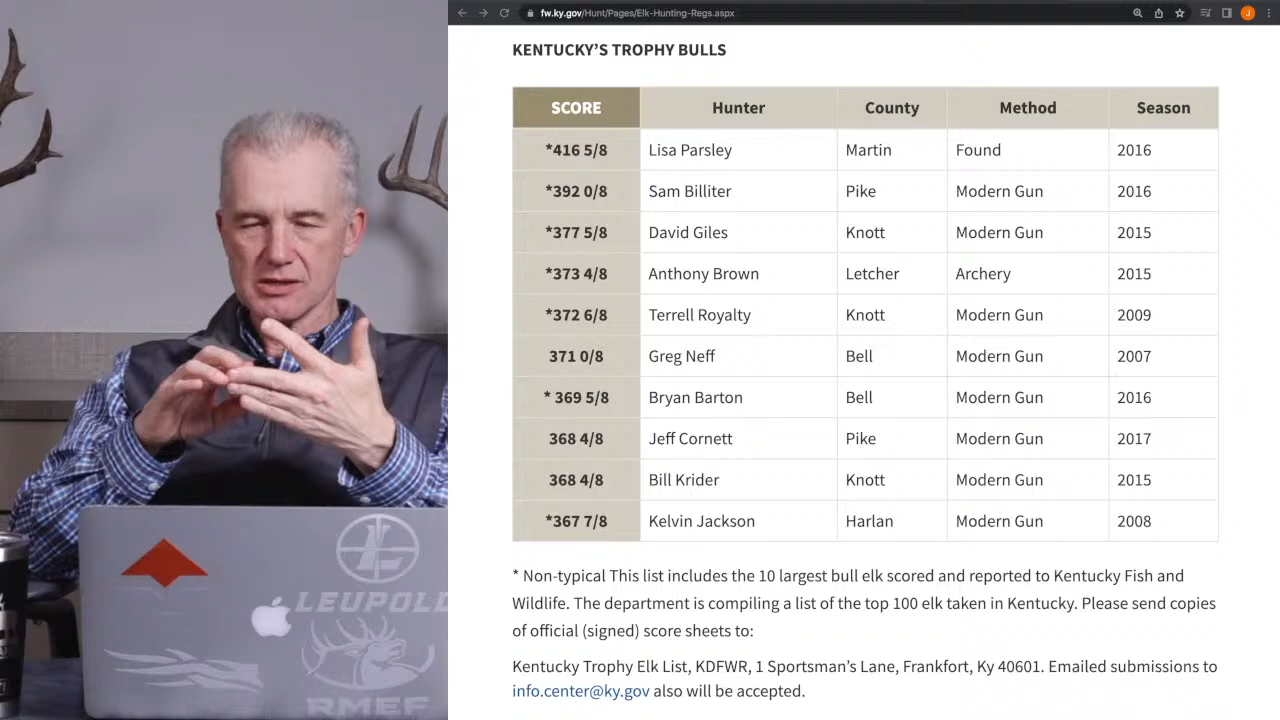 fw.ky.gov/Hunt/Pages/Elk-Hunting-Regs.aspx
J
KENTUCKY'S TROPHY BULLS
SCORE Hunter County Method Season
*416 5/8 Lisa Parsley Martin Found 2016
*392 0/8 Sam Billiter Pike Modern Gun 2016
*377 5/8 David Giles Knott Modern Gun 2015
*373 4/8 Anthony Brown Letcher Archery 2015
*372 6/8 Terrell Royalty Knott Modern Gun 2009
371 0/8 Greg Neff Bell Modern Gun 2007
* 369 5/8 Bryan Barton Bell Modern Gun 2016
368 4/8 Jeff Cornett Pike Modern Gun 2017
368 4/8 Bill Krider Knott Modern Gun 2015
*367 7/8 Kelvin Jackson Harlan Modern Gun 2008
* Non-typical This list includes the 10 largest bull elk scored and reported to Kentucky Fish and
Wildlife. The department is compiling a list of the top 100 elk taken in Kentucky. Please send copies
of official (signed) score sheets to:
Kentucky Trophy Elk List, KDFWR, 1 Sportsman's Lane, Frankfort, Ky 40601. Emailed submissions to
info.center@ky.gov also will be accepted.
L
LEUPOLD
RMEF